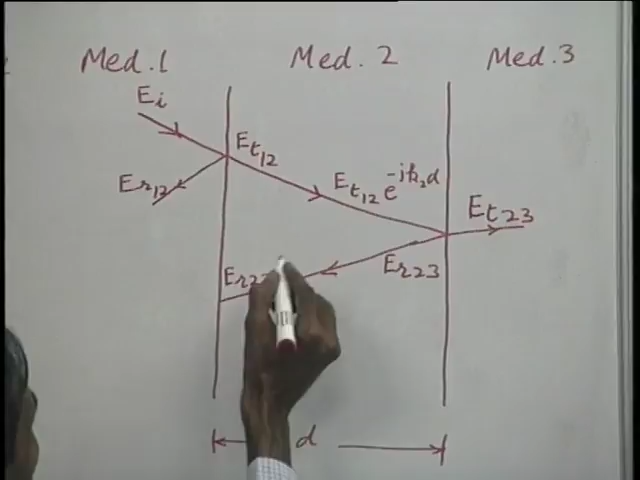 Med. 1 Med. 2 Med. 3
Ei
Et12
Er12
Et12 e^-ik2d
Et23
Er23
d